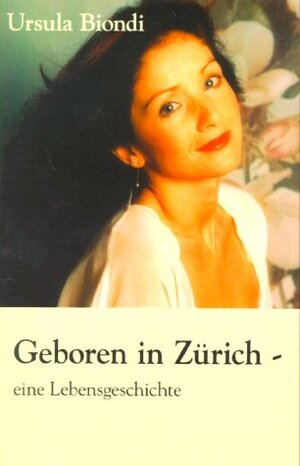 Ursula Biondi
Geboren in Zürich -
eine Lebensgeschichte